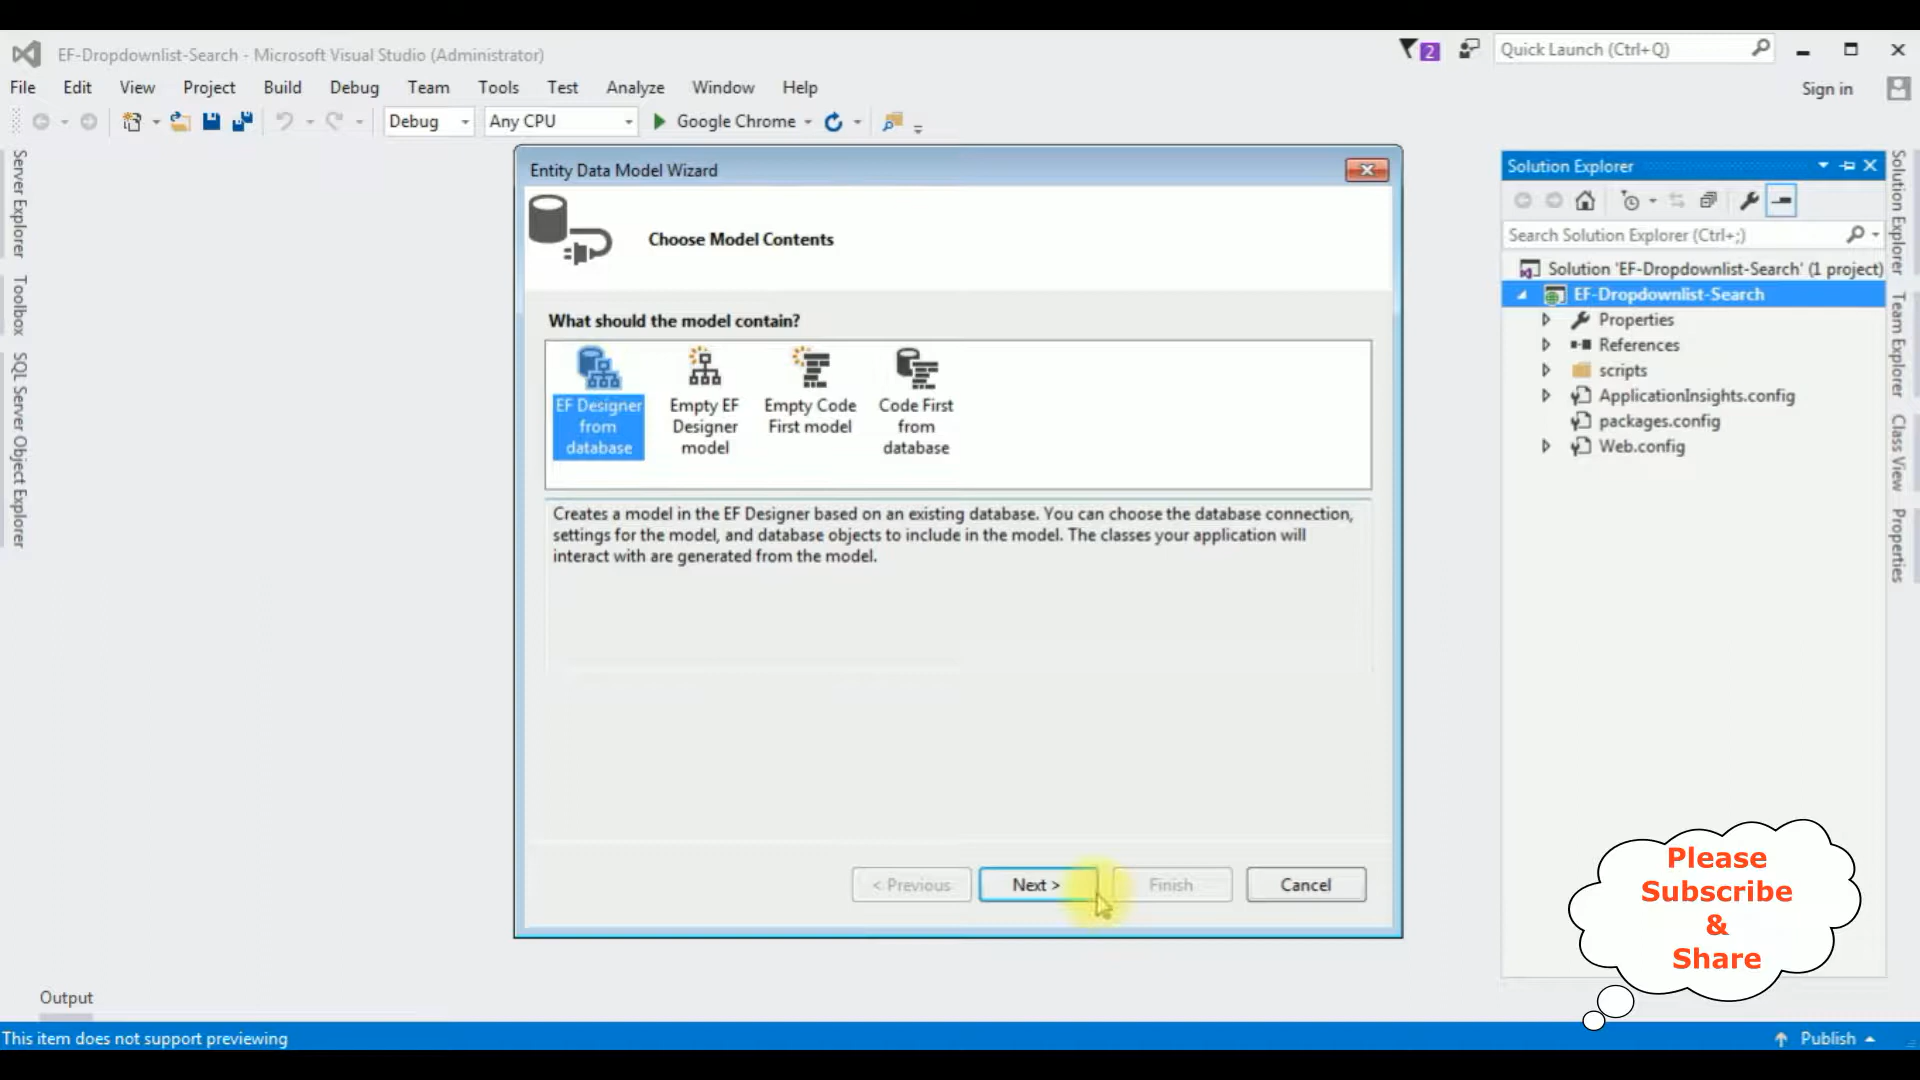 EF-Dropdownlist-Search - Microsoft Visual Studio (Administrator)
2
Quick Launch (Ctrl+Q)
File Edit View Project Build Debug Team Tools Test Analyze Window Help
Sign in
Debug
Any CPU
Google Chrome
Server Explorer
Toolbox
SQL Server Object Explorer
Entity Data Model Wizard
Choose Model Contents
What should the model contain?
EF Designer from database
Empty EF Designer model
Empty Code First model
Code First from database
Creates a model in the EF Designer based on an existing database. You can choose the database connection,
settings for the model, and database objects to include in the model. The classes your application will
interact with are generated from the model.
< Previous
Next >
Finish
Cancel
Solution Explorer
Search Solution Explorer (Ctrl+;)
Solution 'EF-Dropdownlist-Search' (1 project)
EF-Dropdownlist-Search
Properties
References
scripts
ApplicationInsights.config
packages.config
Web.config
Solution Explorer
Team Explorer
Class View
Properties
Please
Subscribe
&
Share
Output
This item does not support previewing
Publish